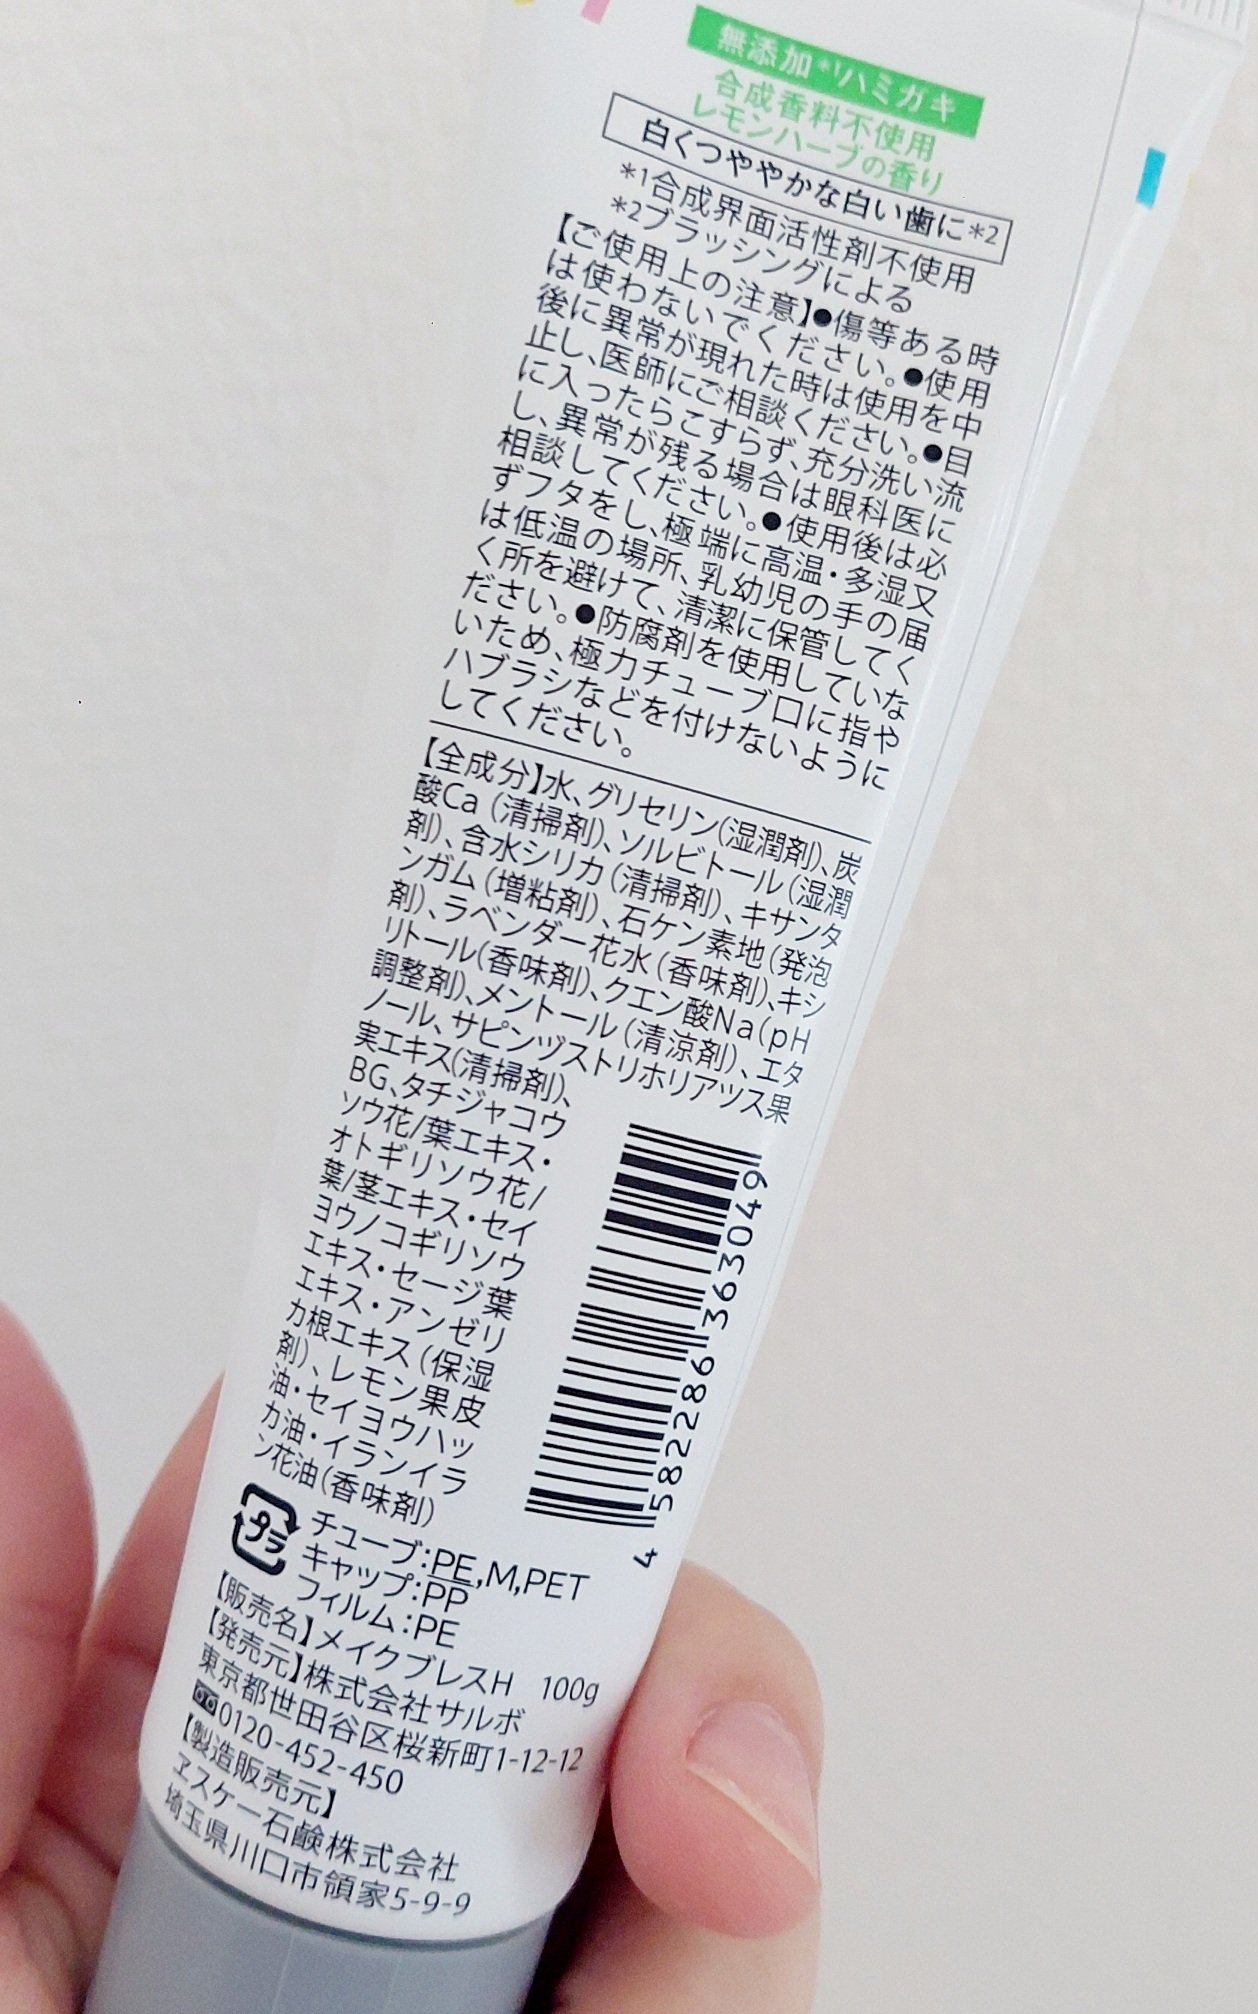 無添加*1ハミガキ
合成香料不使用
レモンハーブの香り
白くつややかな白い歯に*2
*1合成界面活性剤不使用
*2ブラッシングによる
【ご使用上の注意】●傷等ある時
は使わないでください。●使用
後に異常が現れた時は使用を中
止し、医師にご相談ください。●目
に入ったらこすらず、充分洗い流
し、異常が残る場合は眼科医に
相談してください。●使用後は必
ずフタをし、極端に高温・多湿又
は低温の場所、乳幼児の手の届
く所を避けて、清潔に保管してく
ださい。●防腐剤を使用していな
いため、極力チューブ口に指や
ハブラシなどを付けないように
してください。
【全成分】水、グリセリン(湿潤剤)、炭
酸Ca(清掃剤)、ソルビトール(湿潤
剤)、含水シリカ(清掃剤)、キサンタ
ンガム(増粘剤)、石ケン素地(発泡
剤)、ラベンダー花水(香味剤)、キシ
リトール(香味剤)、クエン酸Na(pH
調整剤)、メントール(清涼剤)、エタ
ノール、サピンヅストリホリアツス果
実エキス(清掃剤)、
BG、タチジャコウ
ソウ花/葉エキス・
オトギリソウ花/
葉/茎エキス・セイ
ヨウノコギリソウ
エキス・セージ葉
エキス・アンゼリ
カ根エキス(保湿
剤)、レモン果皮
油・セイヨウハッ
カ油・イランイラ
ン花油(香味剤)
4 582286 363049
プラ
チューブ:PE,M,PET
キャップ:PP
フィルム:PE
【販売名】メイクブレスH 100g
【発売元】株式会社サルボ
東京都世田谷区桜新町1-12-12
0120-452-450
【製造販売元】
ヱスケー石鹸株式会社
埼玉県川口市領家5-9-9